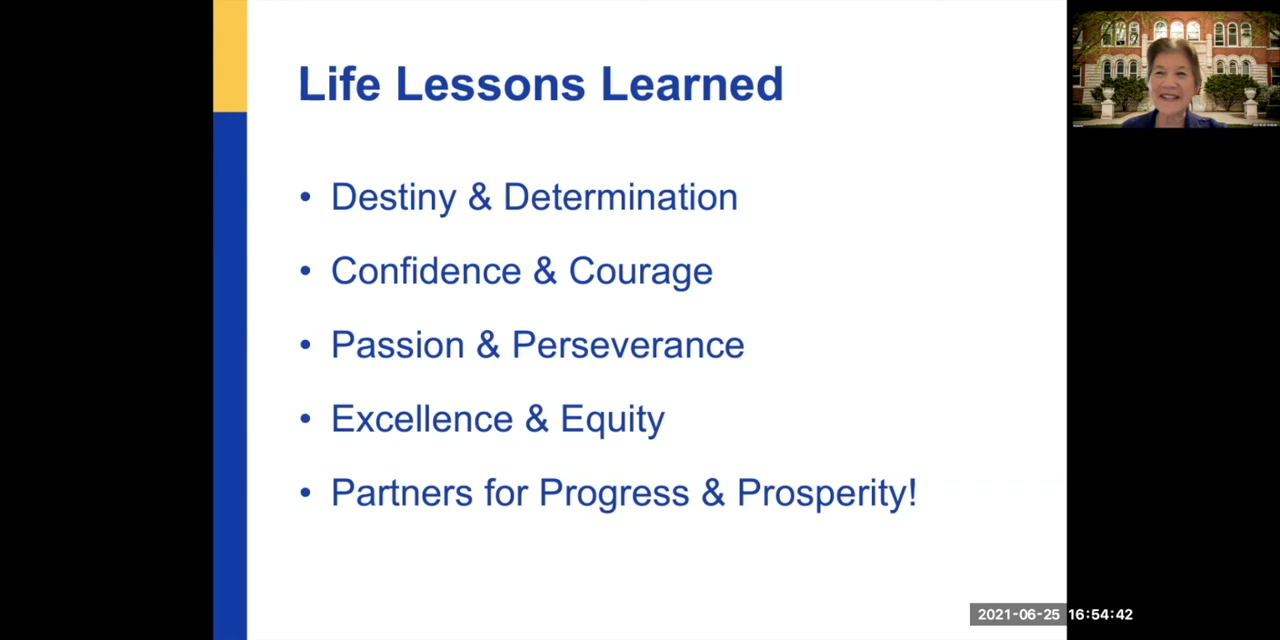 Life Lessons Learned
• Destiny & Determination
• Confidence & Courage
• Passion & Perseverance
• Excellence & Equity
• Partners for Progress & Prosperity!
2021-06-25 16:54:42